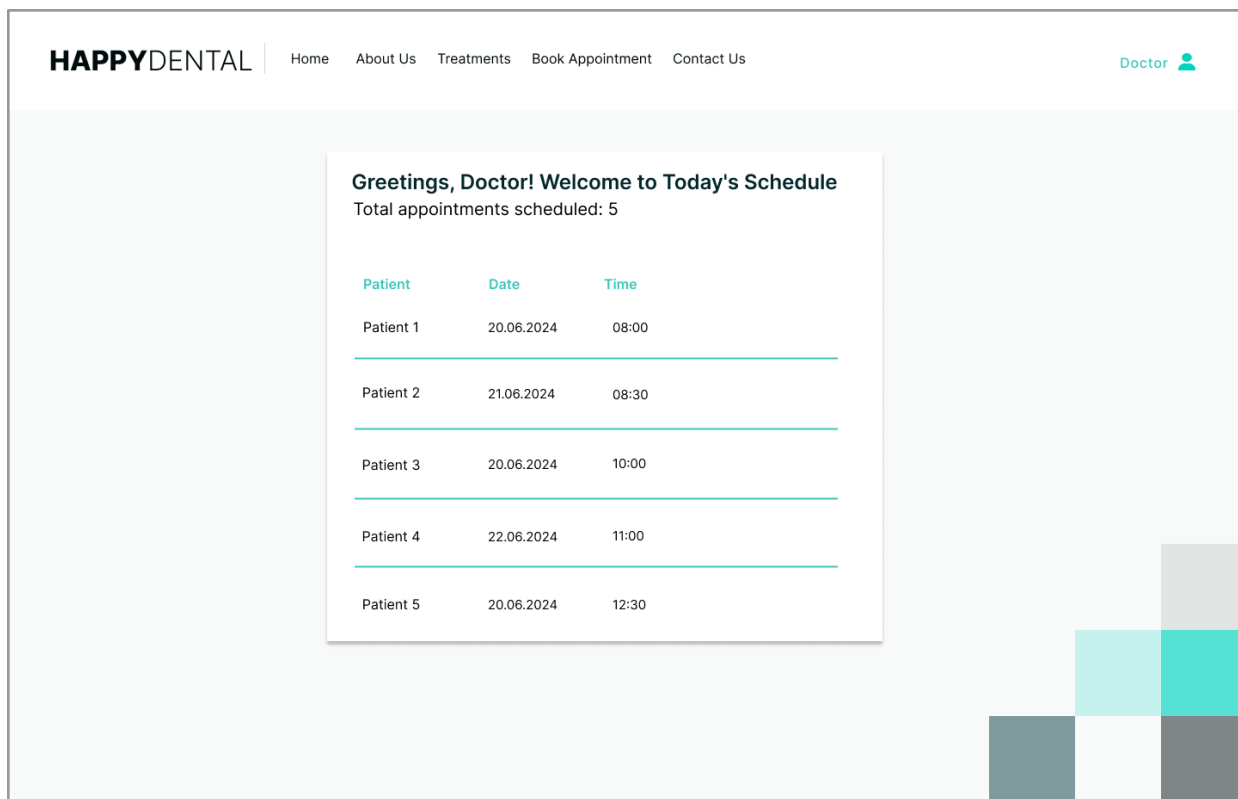 HAPPYDENTAL Home About Us Treatments Book Appointment Contact Us Doctor
Greetings, Doctor! Welcome to Today's Schedule
Total appointments scheduled: 5
Patient Date Time
Patient 1 20.06.2024 08:00
Patient 2 21.06.2024 08:30
Patient 3 20.06.2024 10:00
Patient 4 22.06.2024 11:00
Patient 5 20.06.2024 12:30